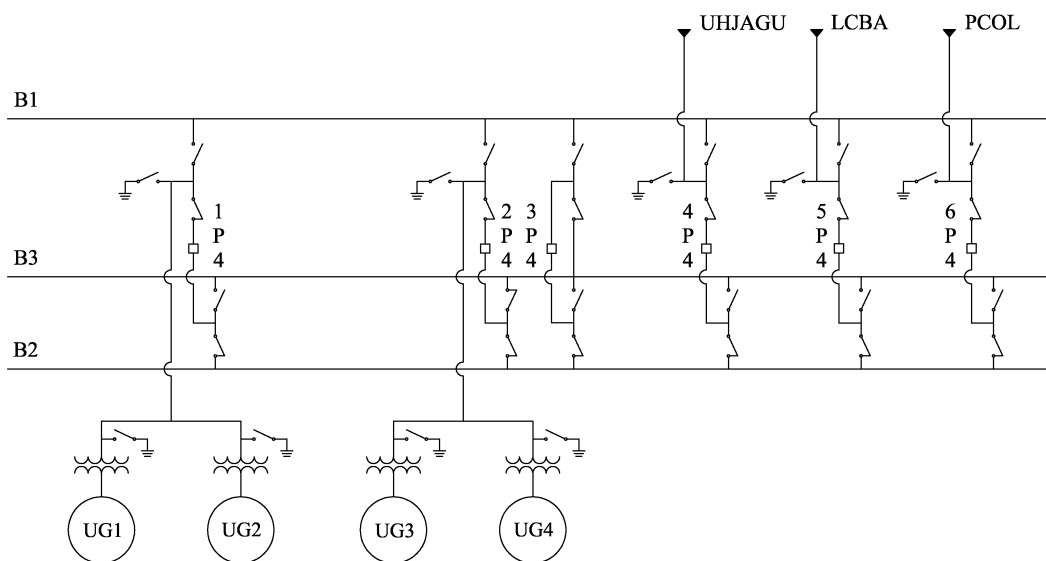 UHJAGU LCBA PCOL
B1
1 2 3 4 5 6
P P P P P P
4 4 4 4 4 4
B3
B2
UG1 UG2 UG3 UG4